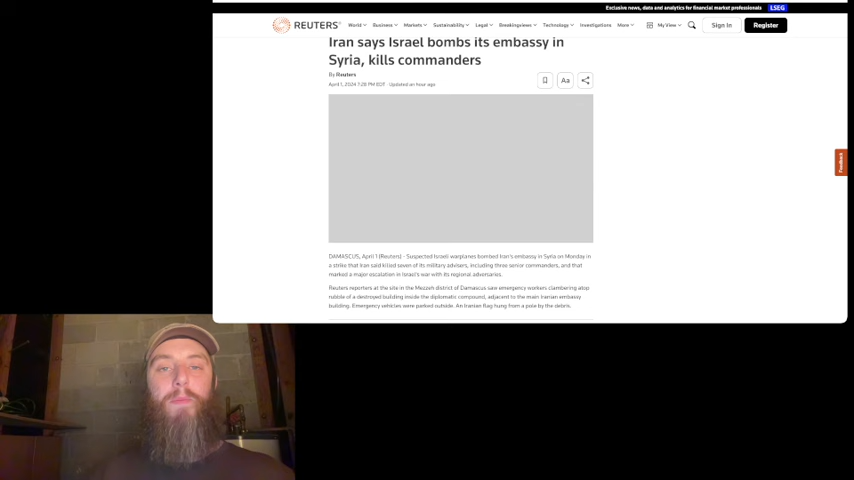 Exclusive news, data and analytics for financial market professionals LSEG
REUTERS World Business Markets Sustainability Legal Breakingviews Technology Investigations More My View Sign In Register
Iran says Israel bombs its embassy in
Syria, kills commanders
By Reuters
April 1, 2024 7:28 PM EDT · Updated an hour ago
Aa
Feedback
DAMASCUS, April 1 (Reuters) - Suspected Israeli warplanes bombed Iran's embassy in Syria on Monday in
a strike that Iran said killed seven of its military advisers, including three senior commanders, and that
marked a major escalation in Israel's war with its regional adversaries.
Reuters reporters at the site in the Mezzeh district of Damascus saw emergency workers clambering atop
rubble of a destroyed building inside the diplomatic compound, adjacent to the main Iranian embassy
building. Emergency vehicles were parked outside. An Iranian flag hung from a pole by the debris.